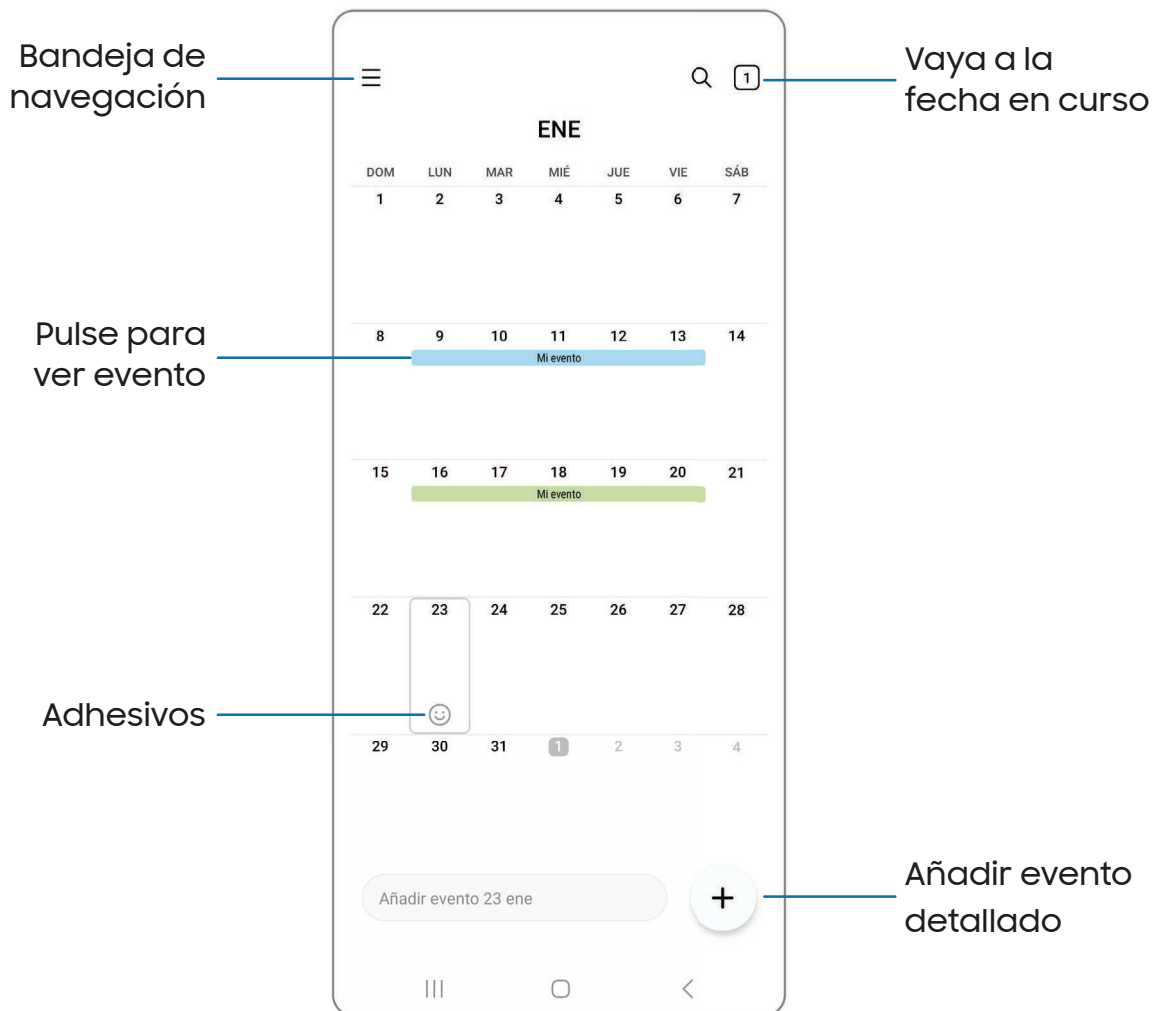 Bandeja de
navegación
Vaya a la
fecha en curso
1
ENE
DOM LUN MAR MIÉ JUE VIE SÁB
1 2 3 4 5 6 7
Pulse para
ver evento
8 9 10 11 12 13 14
Mi evento
15 16 17 18 19 20 21
Mi evento
22 23 24 25 26 27 28
Adhesivos
29 30 31 1 2 3 4
Añadir evento 23 ene
+
Añadir evento
detallado